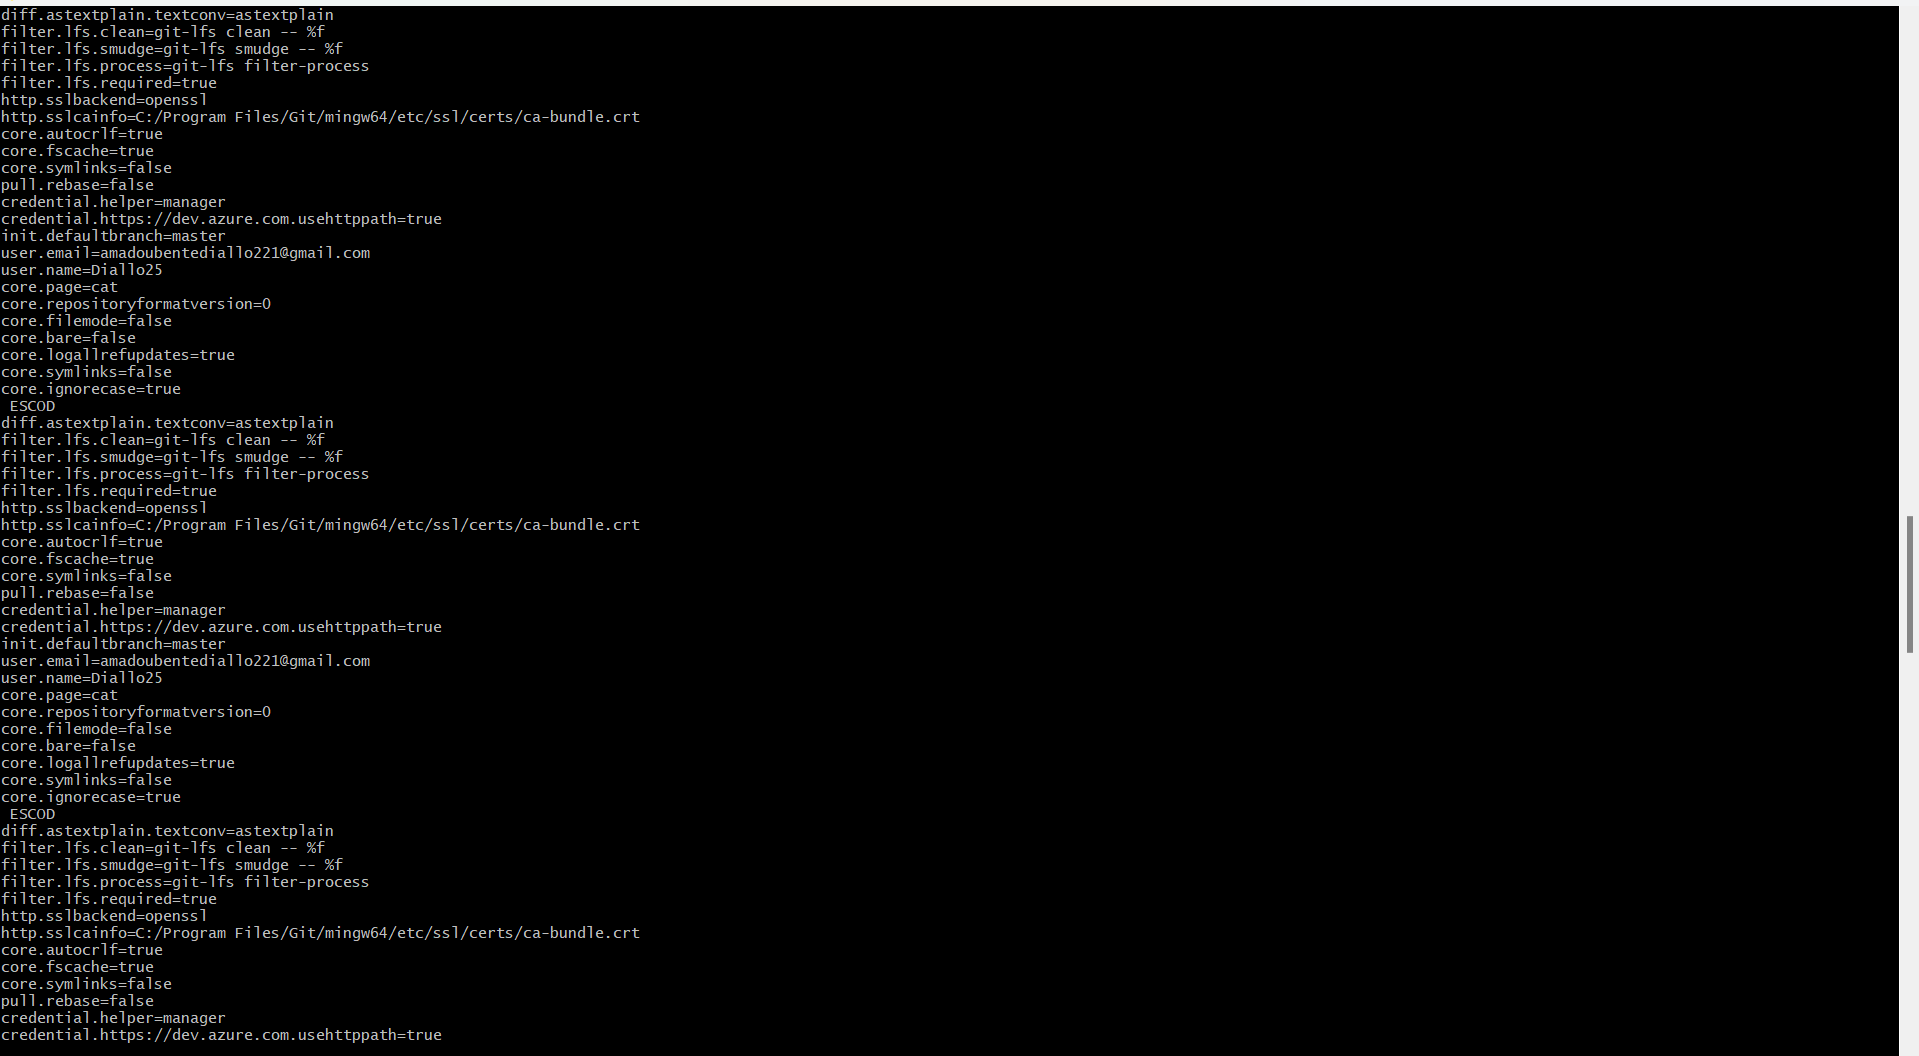 diff.astextplain.textconv=astextplain
filter.lfs.clean=git-lfs clean -- %f
filter.lfs.smudge=git-lfs smudge -- %f
filter.lfs.process=git-lfs filter-process
filter.lfs.required=true
http.sslbackend=openssl
http.sslcainfo=C:/Program Files/Git/mingw64/etc/ssl/certs/ca-bundle.crt
core.autocrlf=true
core.fscache=true
core.symlinks=false
pull.rebase=false
credential.helper=manager
credential.https://dev.azure.com.usehttppath=true
init.defaultbranch=master
user.email=amadoubentediallo221@gmail.com
user.name=Diallo25
core.page=cat
core.repositoryformatversion=0
core.filemode=false
core.bare=false
core.logallrefupdates=true
core.symlinks=false
core.ignorecase=true
 ESCOD
diff.astextplain.textconv=astextplain
filter.lfs.clean=git-lfs clean -- %f
filter.lfs.smudge=git-lfs smudge -- %f
filter.lfs.process=git-lfs filter-process
filter.lfs.required=true
http.sslbackend=openssl
http.sslcainfo=C:/Program Files/Git/mingw64/etc/ssl/certs/ca-bundle.crt
core.autocrlf=true
core.fscache=true
core.symlinks=false
pull.rebase=false
credential.helper=manager
credential.https://dev.azure.com.usehttppath=true
init.defaultbranch=master
user.email=amadoubentediallo221@gmail.com
user.name=Diallo25
core.page=cat
core.repositoryformatversion=0
core.filemode=false
core.bare=false
core.logallrefupdates=true
core.symlinks=false
core.ignorecase=true
 ESCOD
diff.astextplain.textconv=astextplain
filter.lfs.clean=git-lfs clean -- %f
filter.lfs.smudge=git-lfs smudge -- %f
filter.lfs.process=git-lfs filter-process
filter.lfs.required=true
http.sslbackend=openssl
http.sslcainfo=C:/Program Files/Git/mingw64/etc/ssl/certs/ca-bundle.crt
core.autocrlf=true
core.fscache=true
core.symlinks=false
pull.rebase=false
credential.helper=manager
credential.https://dev.azure.com.usehttppath=true